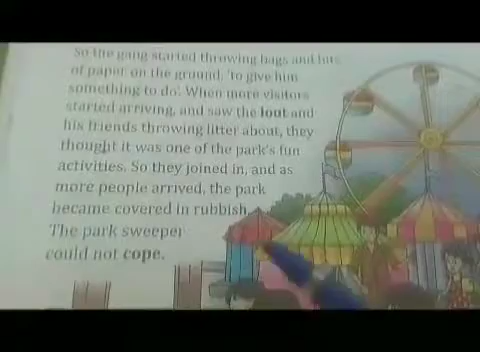 So the gang started throwing bags and bits
of paper on the ground, 'to give him
something to do'. When more visitors
started arriving, and saw the lout and
his friends throwing litter about, they
thought it was one of the park's fun
activities. So they joined in, and as
more people arrived, the park
became covered in rubbish.
The park sweeper
could not cope.